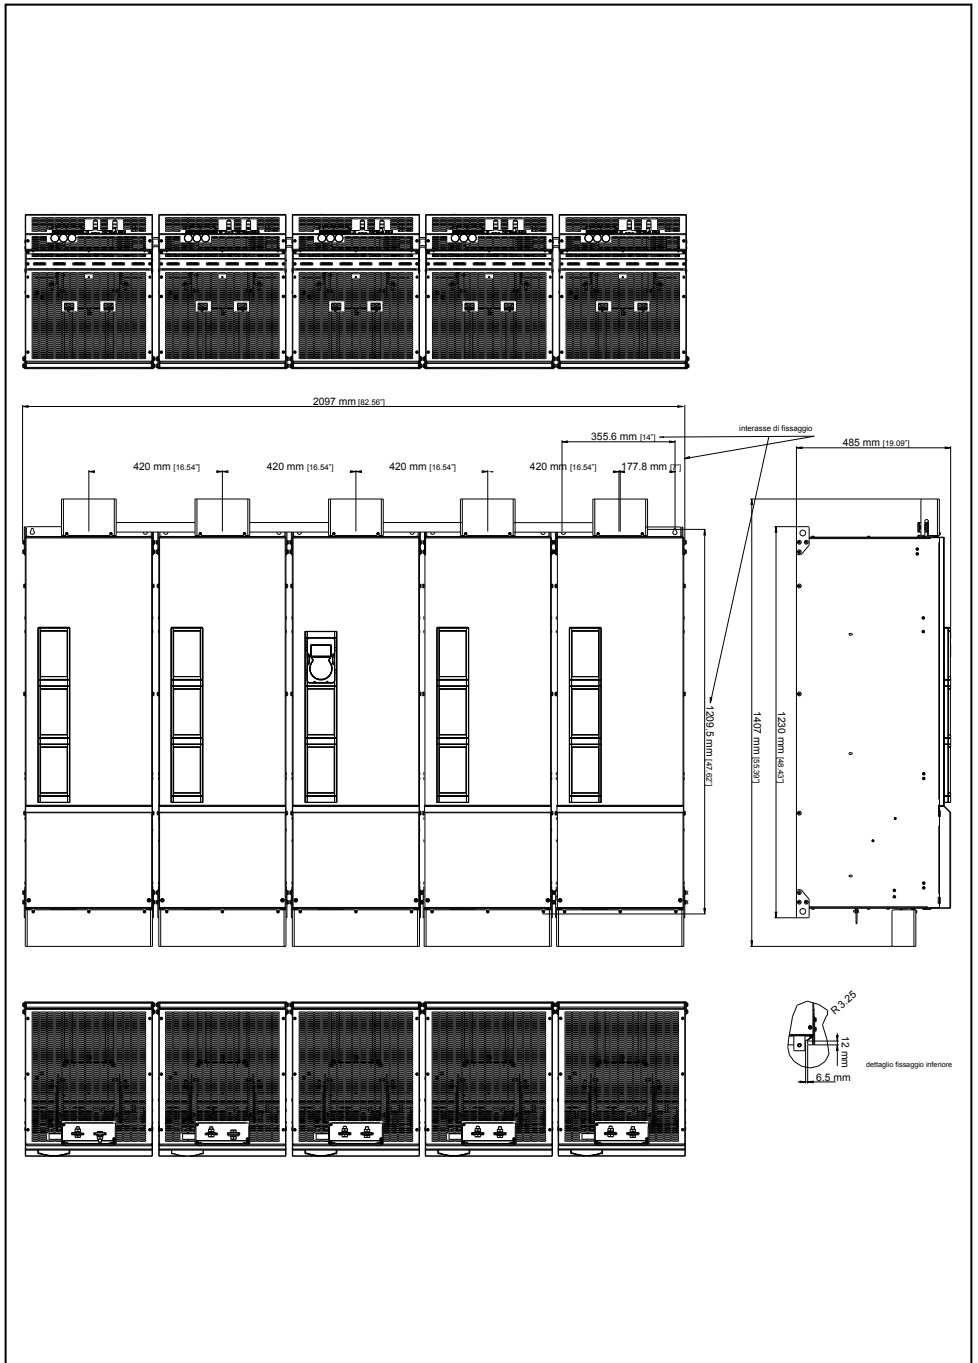 2097 mm [82.56"]
interasse di fissaggio
355.6 mm [14"]
485 mm [19.09"]
420 mm [16.54"]
420 mm [16.54"]
420 mm [16.54"]
420 mm [16.54"]
177.8 mm [7"]
1209.5 mm [47.62"]
1407 mm [55.39"]
1230 mm [48.43"]
R3.25
12 mm
dettaglio fissaggio inferiore
6.5 mm